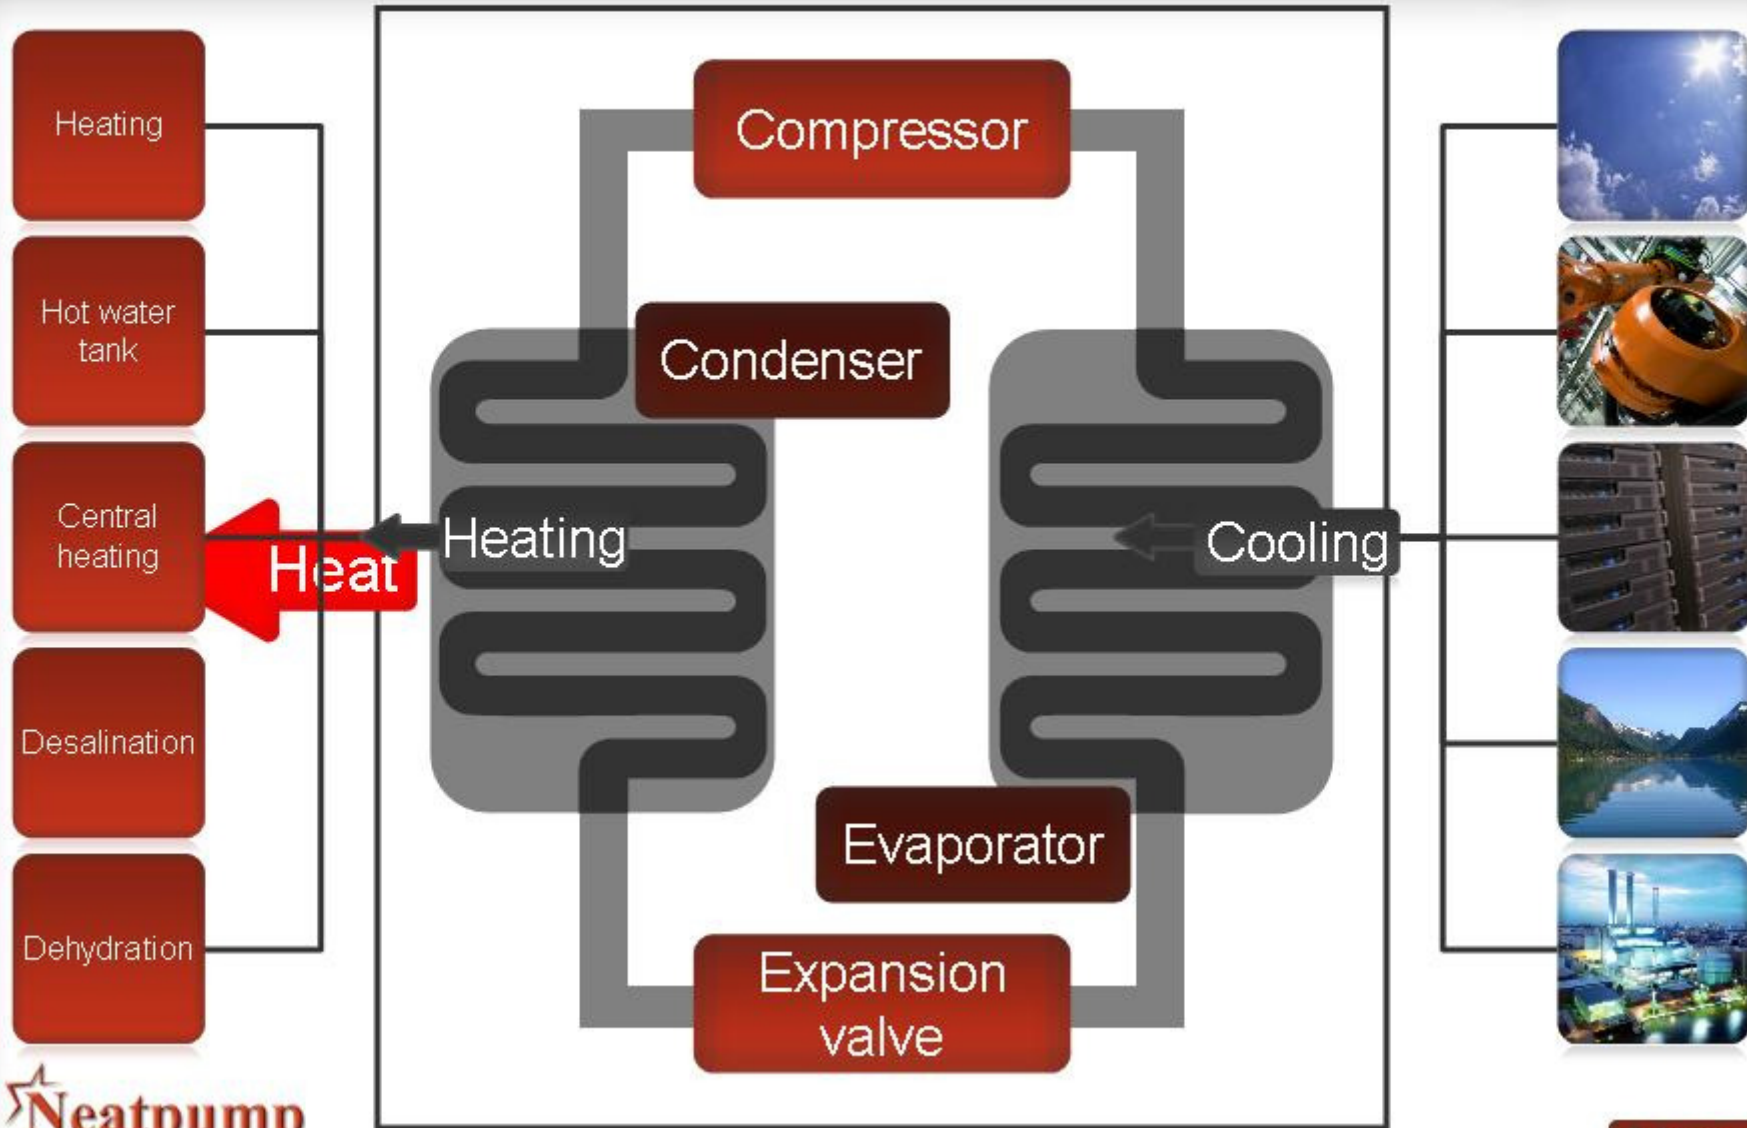 Heating
Hot water
tank
Central
heating
Desalination
Dehydration
Compressor
Condenser
Heating
Heat
Cooling
Evaporator
Expansion
valve
Neatpump